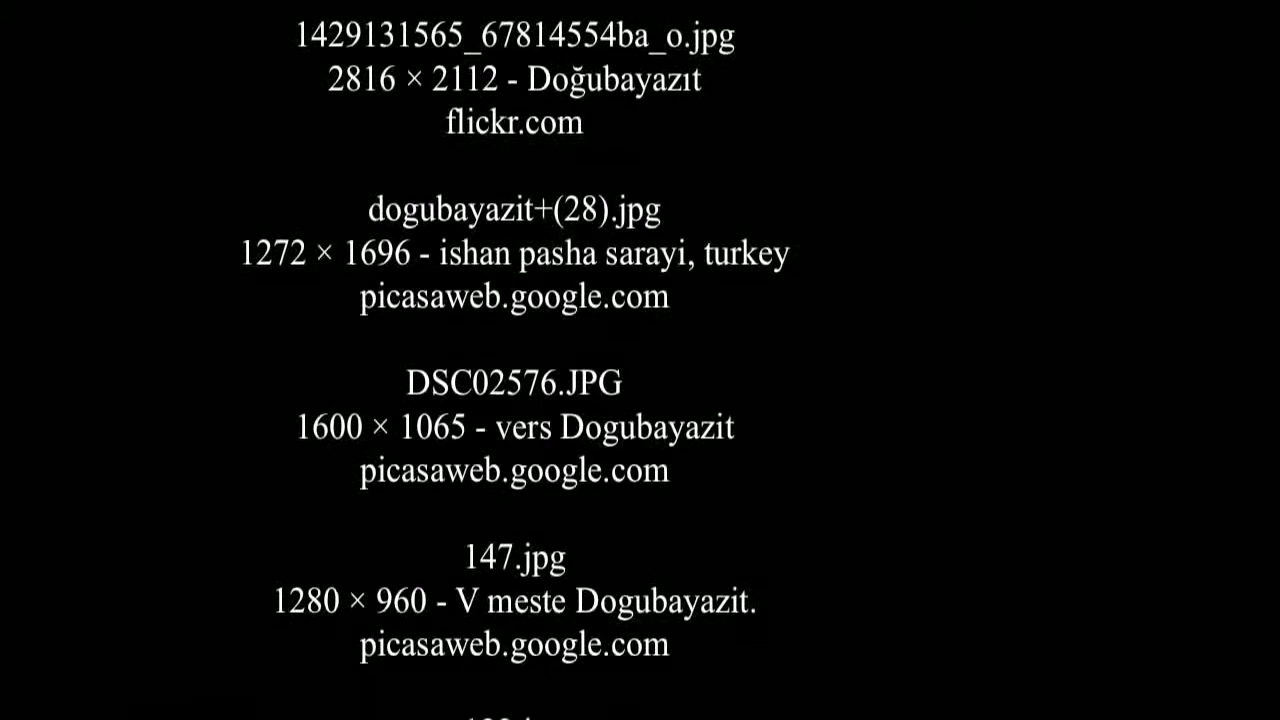 1429131565_67814554ba_o.jpg
2816 × 2112 - Doğubayazıt
flickr.com
dogubayazit+(28).jpg
1272 × 1696 - ishan pasha sarayi, turkey
picasaweb.google.com
DSC02576.JPG
1600 × 1065 - vers Dogubayazit
picasaweb.google.com
147.jpg
1280 × 960 - V meste Dogubayazit.
picasaweb.google.com